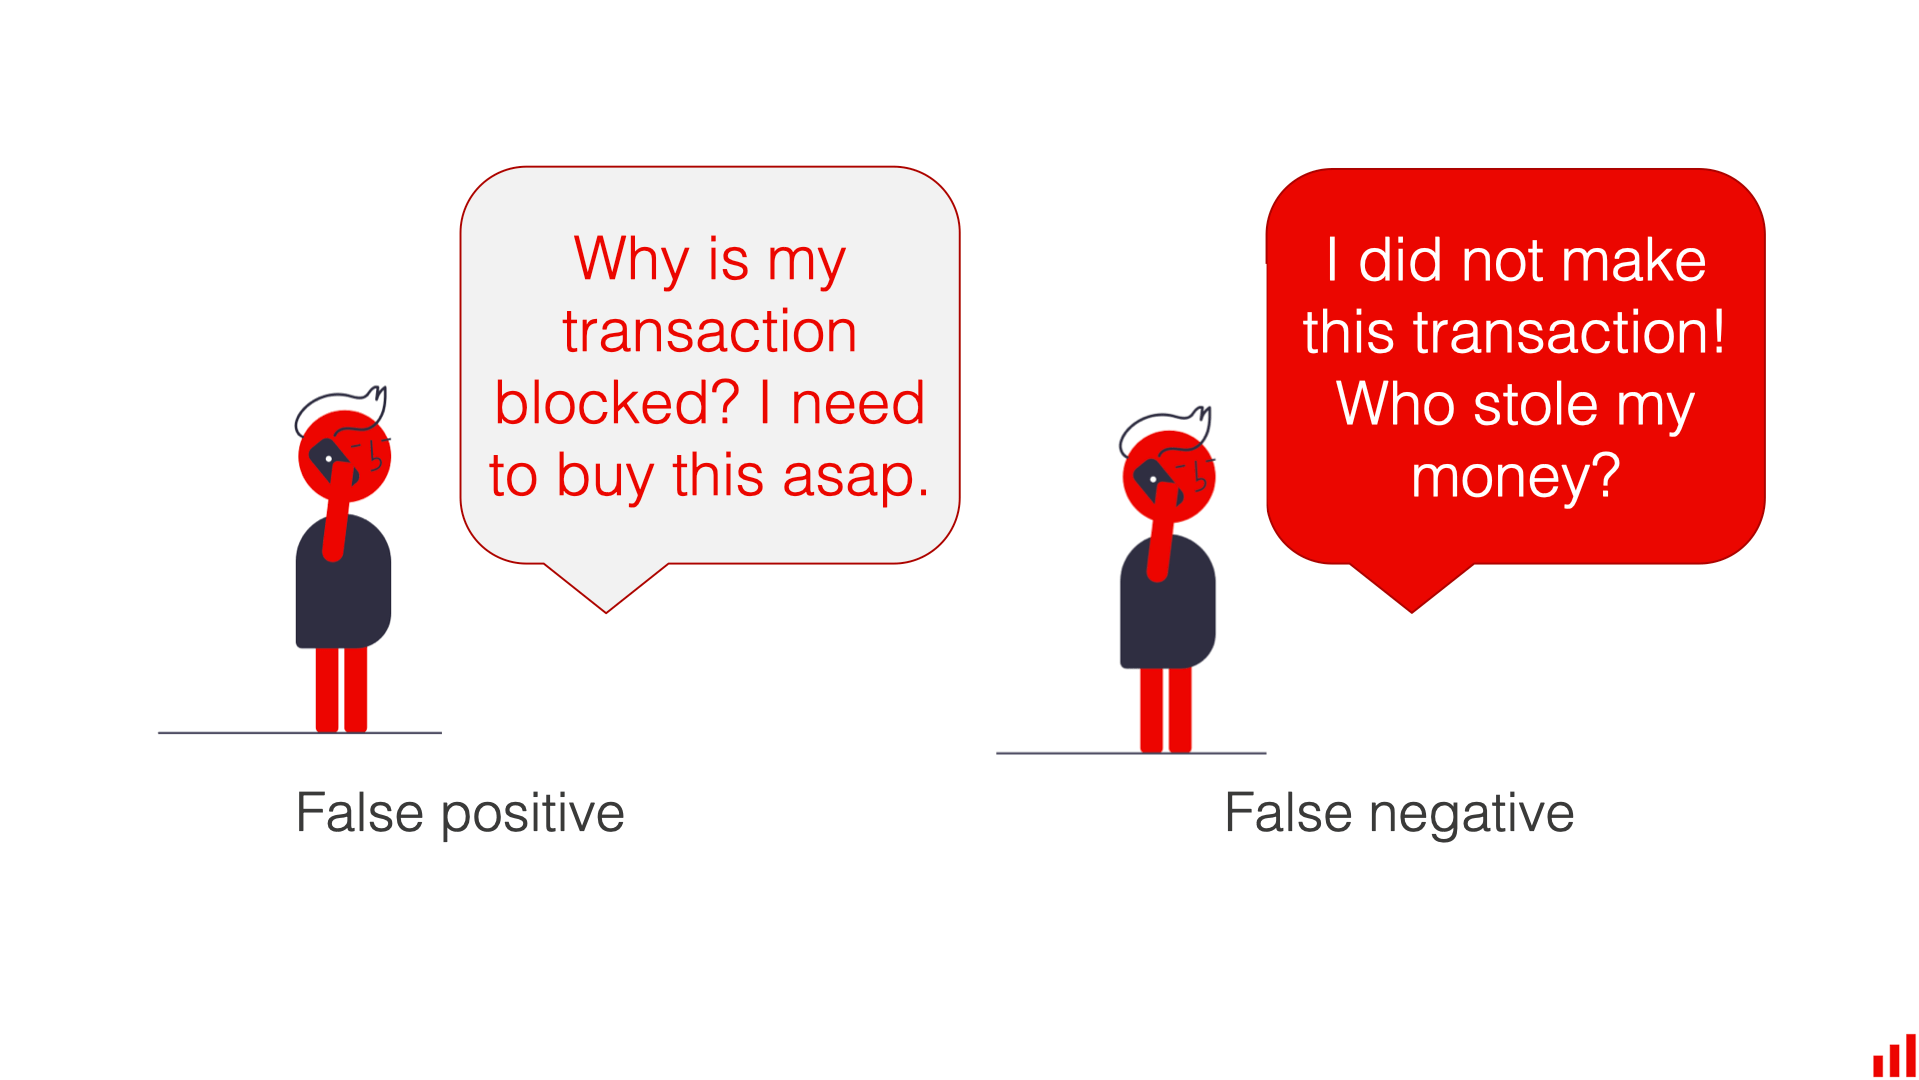 Why is my
transaction
blocked? I need
to buy this asap.
I did not make
this transaction!
Who stole my
money?
False positive
False negative